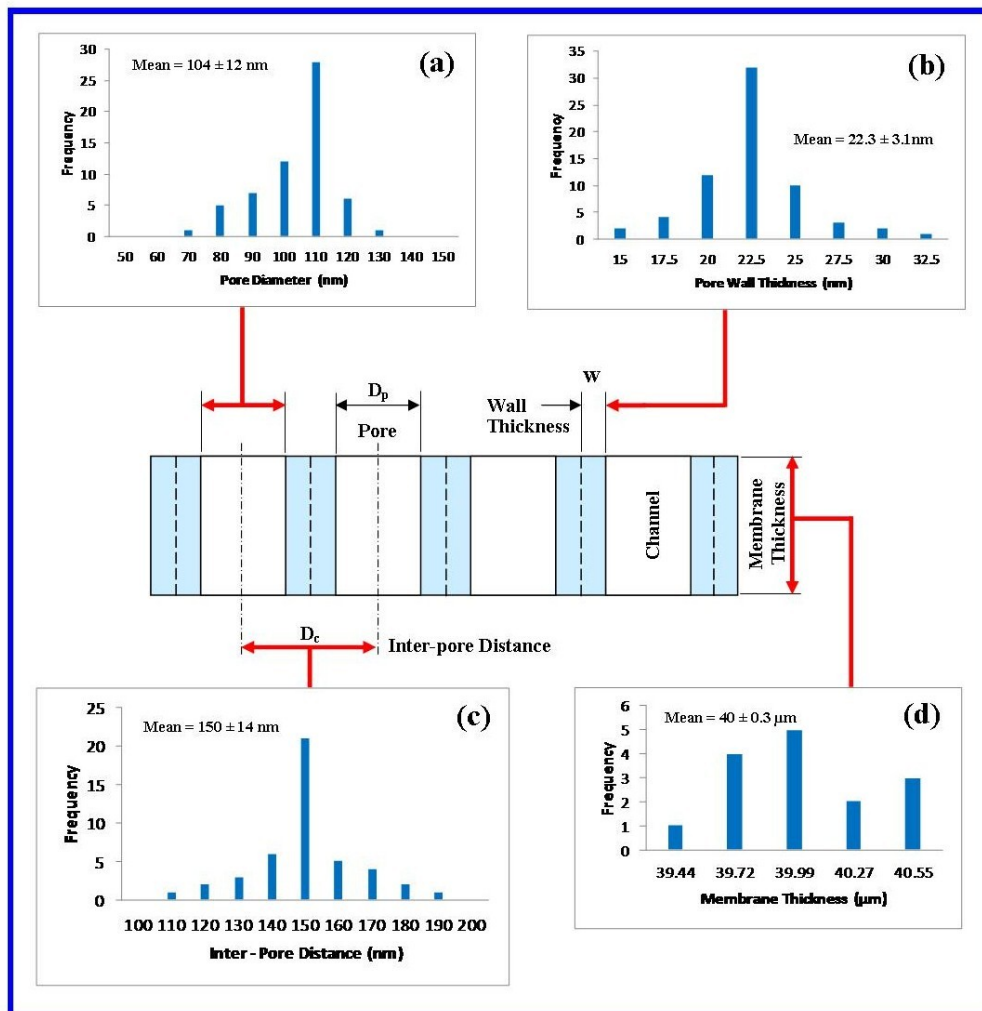 (a)
Mean = 104 ± 12 nm
Frequency
30
25
20
15
10
5
0
50 60 70 80 90 100 110 120 130 140 150
Pore Diameter (nm)
(b)
Mean = 22.3 ± 3.1nm
Frequency
35
30
25
20
15
10
5
0
15 17.5 20 22.5 25 27.5 30 32.5
Pore Wall Thickness (nm)
Dp
Pore
W
Wall
Thickness
Channel
Membrane
Thickness
Dc
Inter-pore Distance
(c)
Mean = 150 ± 14 nm
Frequency
25
20
15
10
5
0
100 110 120 130 140 150 160 170 180 190 200
Inter - Pore Distance (nm)
(d)
Mean = 40 ± 0.3 µm
Frequency
6
5
4
3
2
1
0
39.44 39.72 39.99 40.27 40.55
Membrane Thickness (µm)